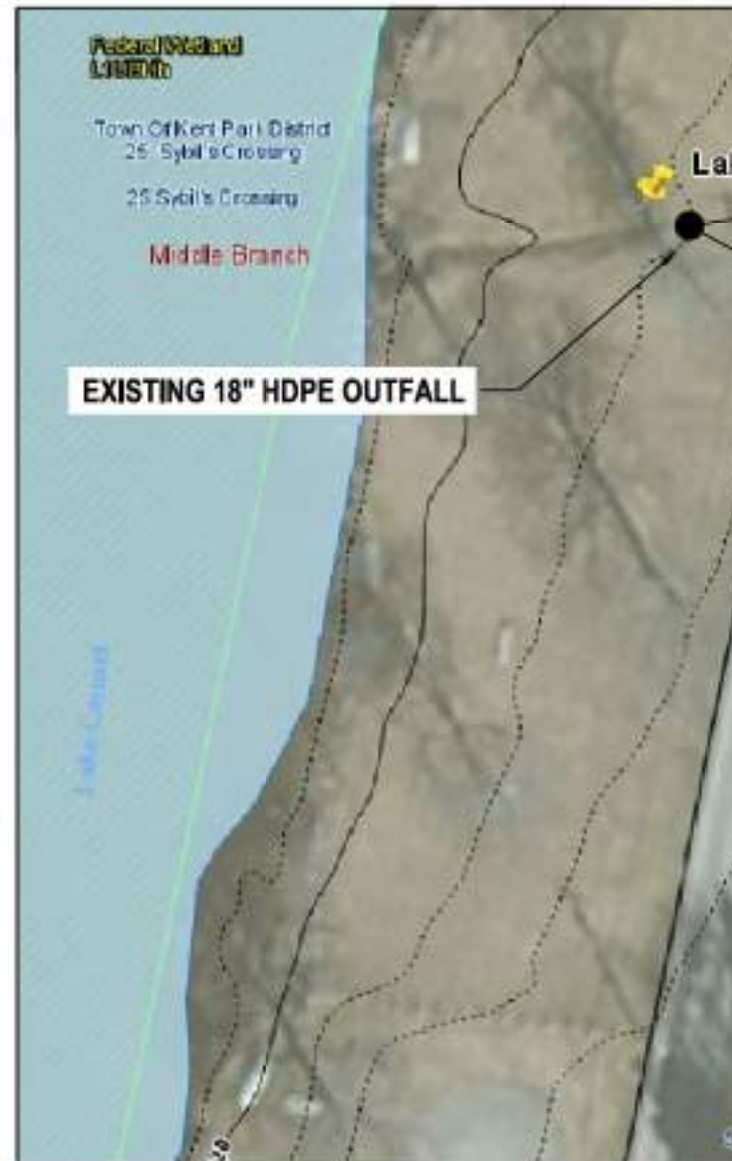 Federal Wetland
Town Of Kent Park District
25 Sybil's Crossing
25 Sybil's Crossing
Middle Branch
EXISTING 18" HDPE OUTFALL
Lake